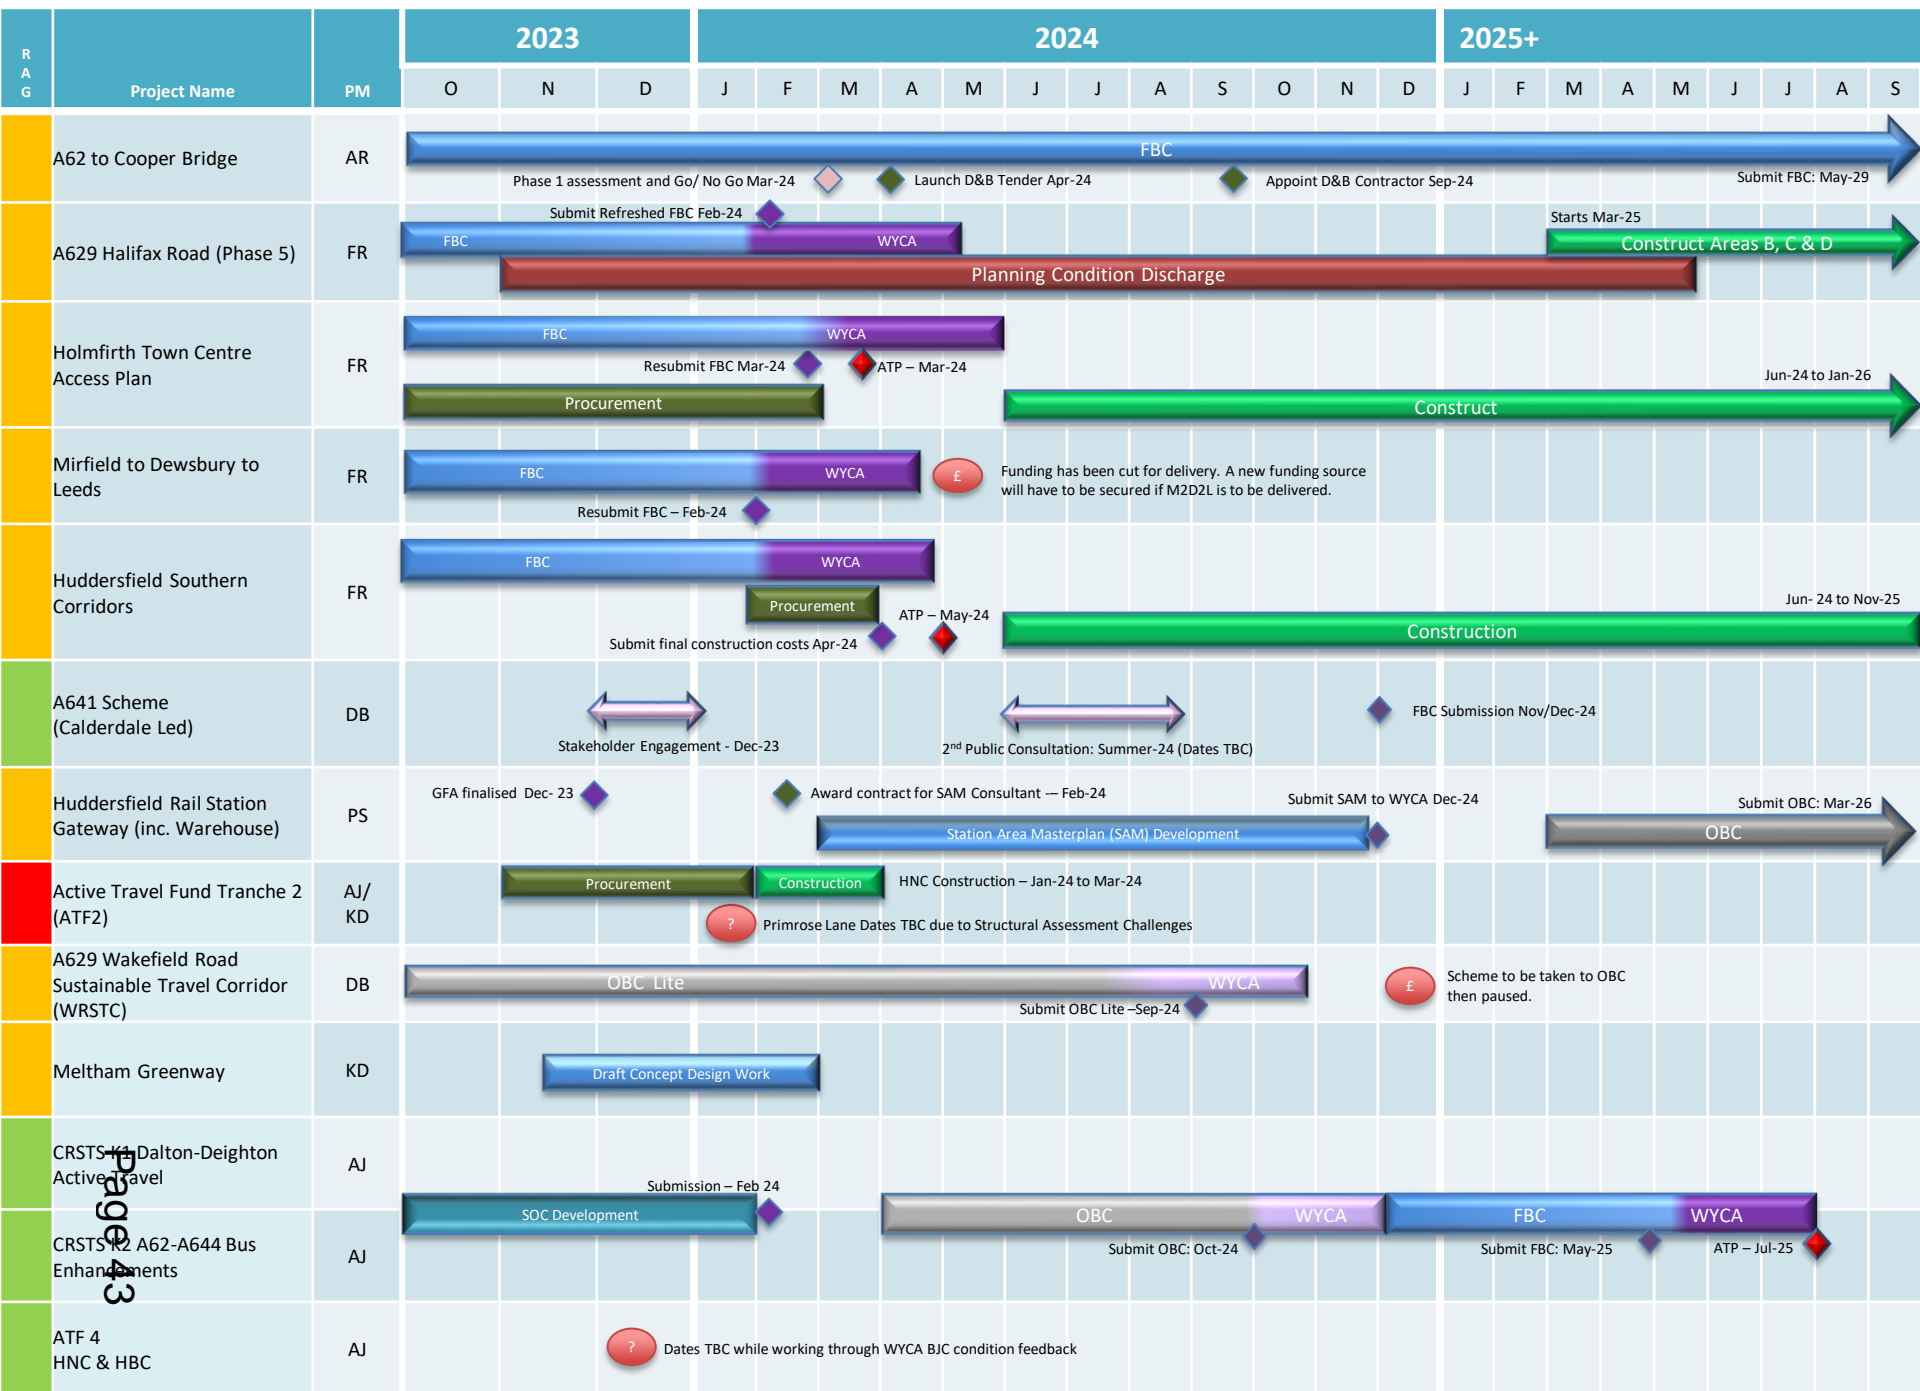 2023
2024
2025+
R
A
G
Project Name
PM
O N D J F M A M J J A S O N D J F M A M J J A S
A62 to Cooper Bridge
AR
FBC
Phase 1 assessment and Go/ No Go Mar-24
Launch D&B Tender Apr-24
Appoint D&B Contractor Sep-24
Submit FBC: May-29
A629 Halifax Road (Phase 5)
FR
Submit Refreshed FBC Feb-24
FBC
WYCA
Starts Mar-25
Construct Areas B, C & D
Planning Condition Discharge
Holmfirth Town Centre
Access Plan
FR
FBC
WYCA
Resubmit FBC Mar-24
ATP – Mar-24
Jun-24 to Jan-26
Procurement
Construct
Mirfield to Dewsbury to
Leeds
FR
FBC
WYCA
£
Funding has been cut for delivery. A new funding source
will have to be secured if M2D2L is to be delivered.
Resubmit FBC – Feb-24
Huddersfield Southern
Corridors
FR
FBC
WYCA
Procurement
ATP – May-24
Jun- 24 to Nov-25
Submit final construction costs Apr-24
Construction
A641 Scheme
(Calderdale Led)
DB
Stakeholder Engagement - Dec-23
2nd Public Consultation: Summer-24 (Dates TBC)
FBC Submission Nov/Dec-24
Huddersfield Rail Station
Gateway (inc. Warehouse)
PS
GFA finalised Dec- 23
Award contract for SAM Consultant -– Feb-24
Submit SAM to WYCA Dec-24
Submit OBC: Mar-26
Station Area Masterplan (SAM) Development
OBC
Active Travel Fund Tranche 2
(ATF2)
AJ/
KD
Procurement
Construction
HNC Construction – Jan-24 to Mar-24
?
Primrose Lane Dates TBC due to Structural Assessment Challenges
A629 Wakefield Road
Sustainable Travel Corridor
(WRSTC)
DB
OBC Lite
WYCA
Submit OBC Lite –Sep-24
£
Scheme to be taken to OBC
then paused.
Meltham Greenway
KD
Draft Concept Design Work
CRSTS K1 Dalton-Deighton
Active Travel
AJ
Submission – Feb 24
SOC Development
OBC
WYCA
FBC
WYCA
CRSTS K2 A62-A644 Bus
Enhancements
AJ
Submit OBC: Oct-24
Submit FBC: May-25
ATP – Jul-25
ATF 4
HNC & HBC
AJ
?
Dates TBC while working through WYCA BJC condition feedback
Page 43